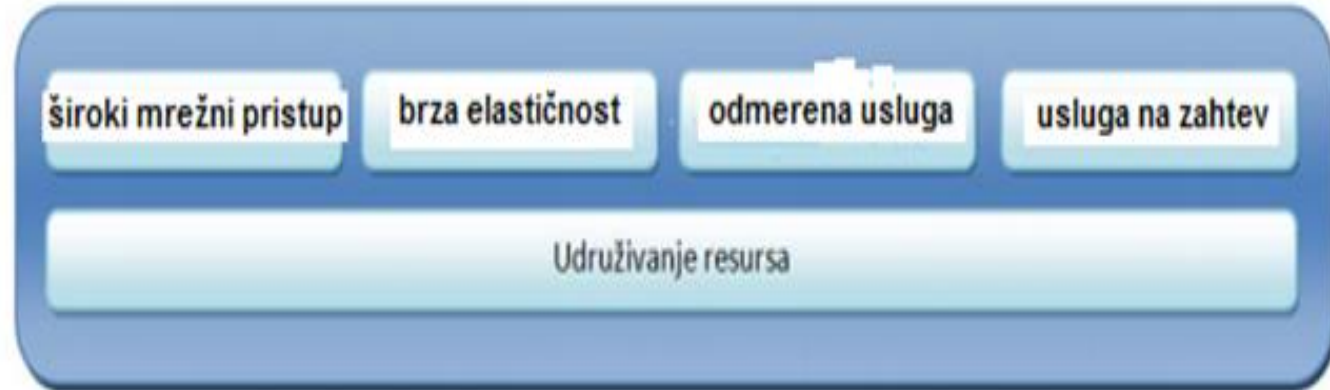 široki mrežni pristup
brza elastičnost
odmerena usluga
usluga na zahtev
Udruživanje resursa